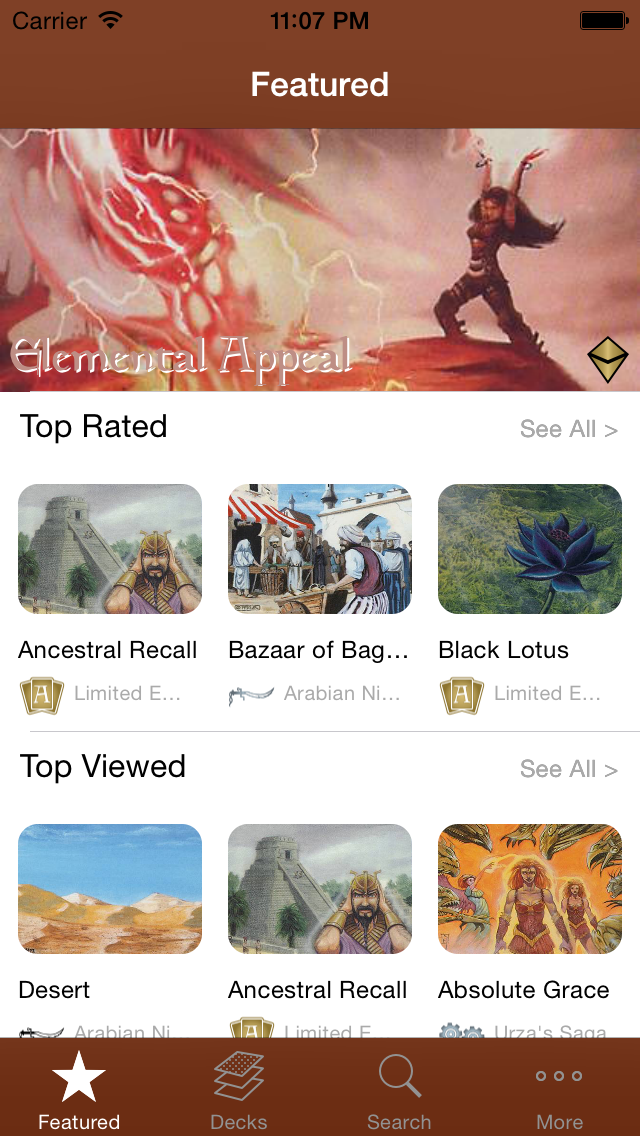 Carrier 11:07 PM
Featured
Elemental Appeal
Top Rated See All >
Ancestral Recall Bazaar of Bag... Black Lotus
A Limited E... Arabian Ni... A Limited E...
Top Viewed See All >
Desert Ancestral Recall Absolute Grace
Arabian Ni A Limited E Urza's Saga
Featured Decks Search More